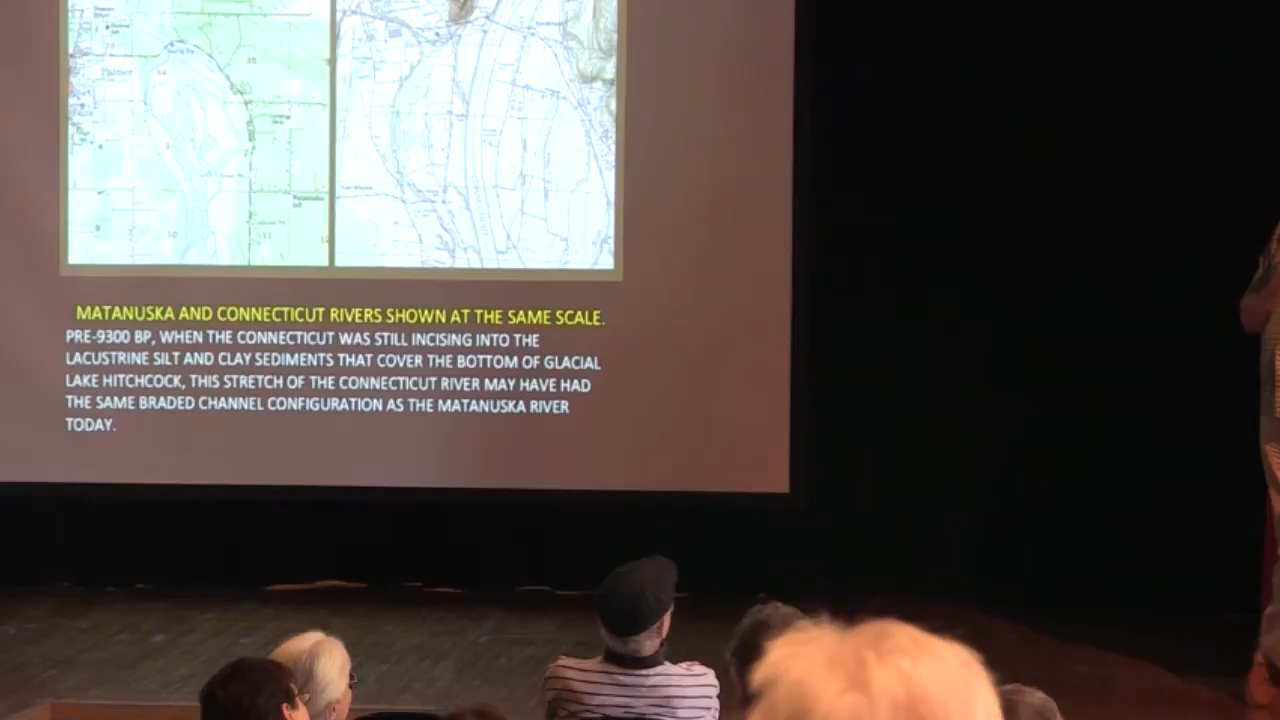 Palmer
MATANUSKA AND CONNECTICUT RIVERS SHOWN AT THE SAME SCALE.
PRE-9300 BP, WHEN THE CONNECTICUT WAS STILL INCISING INTO THE
LACUSTRINE SILT AND CLAY SEDIMENTS THAT COVER THE BOTTOM OF GLACIAL
LAKE HITCHCOCK, THIS STRETCH OF THE CONNECTICUT RIVER MAY HAVE HAD
THE SAME BRADED CHANNEL CONFIGURATION AS THE MATANUSKA RIVER
TODAY.